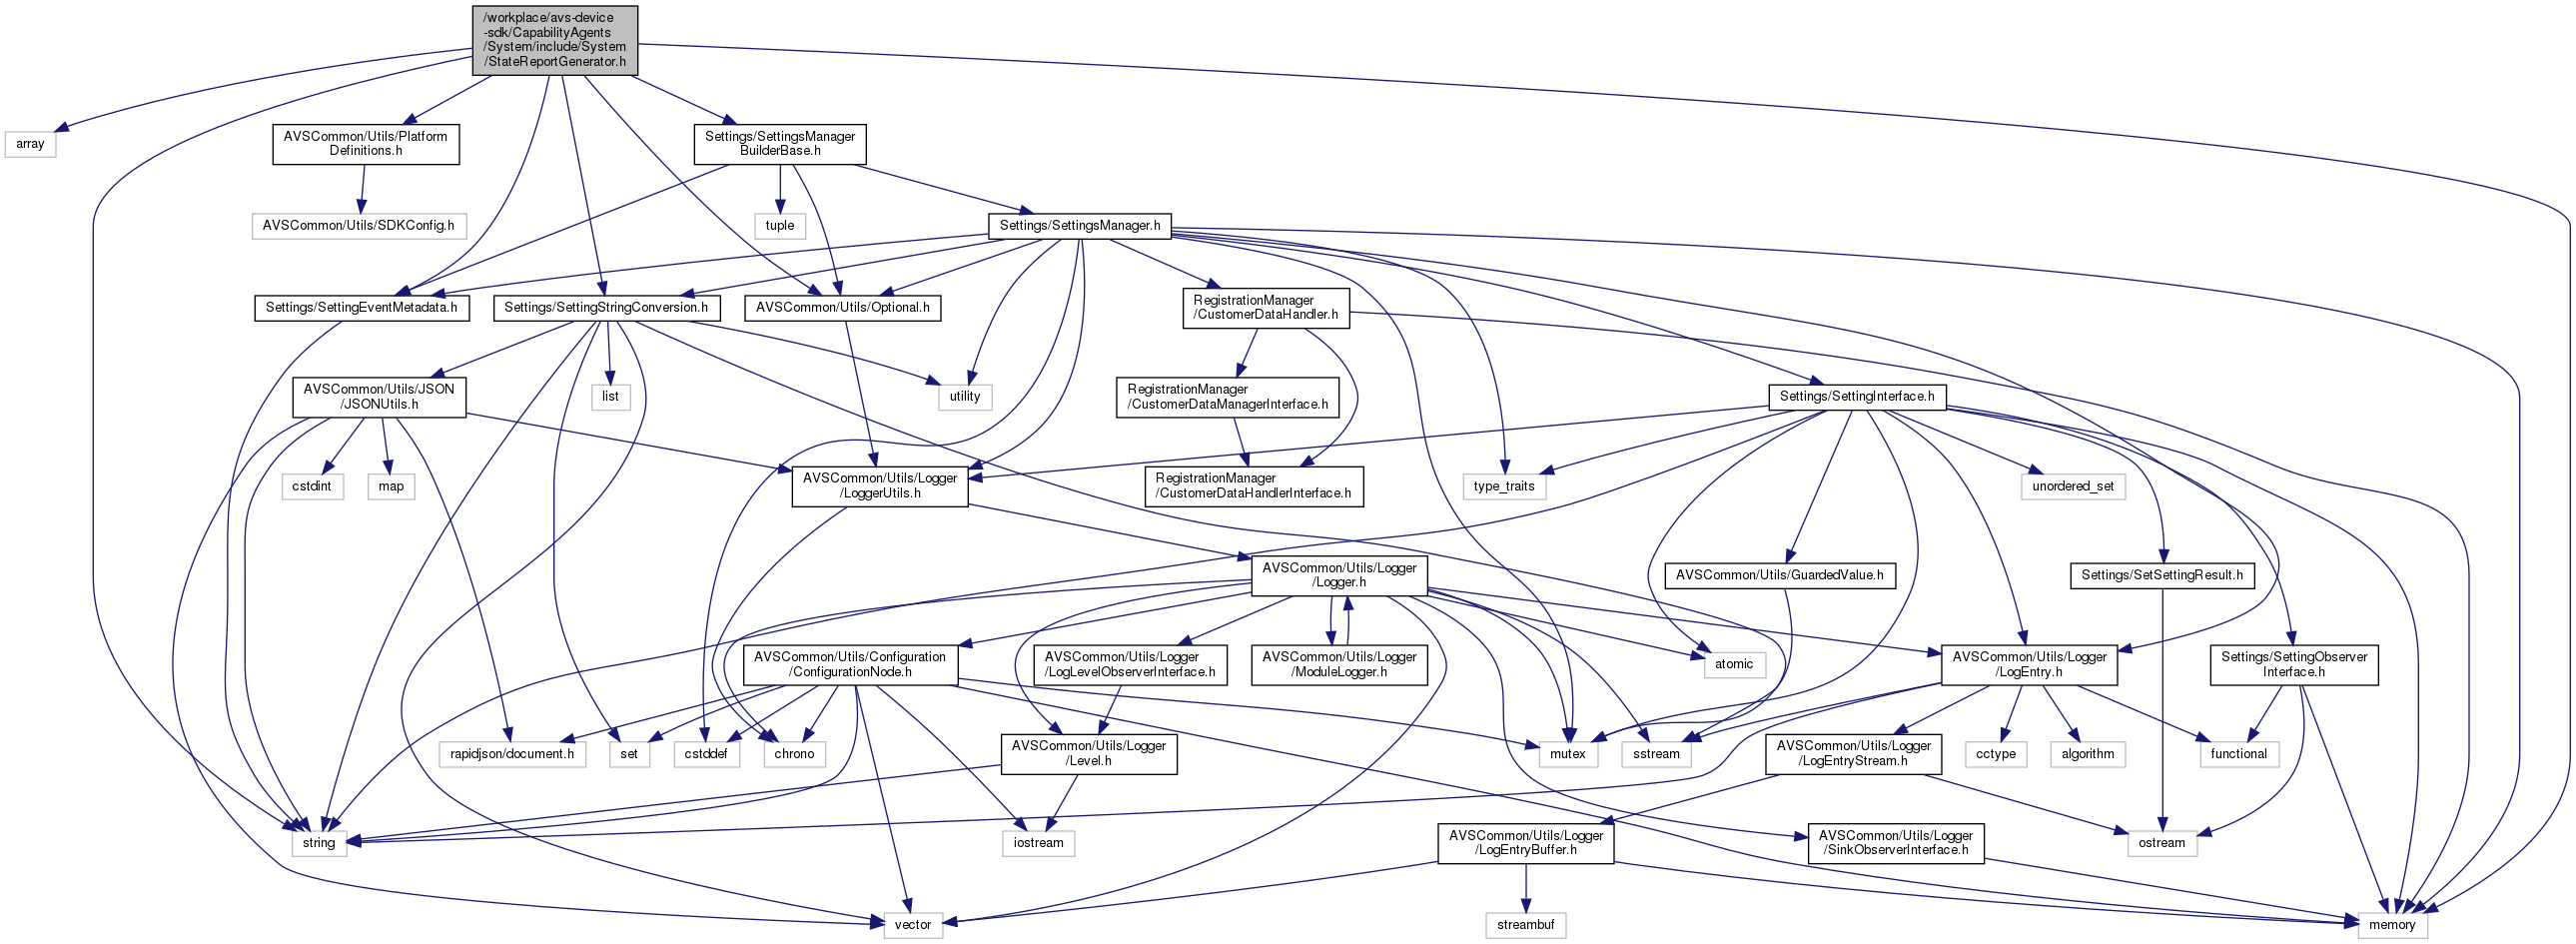 /workplace/avs-device
-sdk/CapabilityAgents
/System/include/System
/StateReportGenerator.h
array
AVSCommon/Utils/Platform
Definitions.h
Settings/SettingsManager
BuilderBase.h
AVSCommon/Utils/SDKConfig.h
tuple
Settings/SettingsManager.h
Settings/SettingEventMetadata.h
Settings/SettingStringConversion.h
AVSCommon/Utils/Optional.h
RegistrationManager
/CustomerDataHandler.h
AVSCommon/Utils/JSON
/JSONUtils.h
list
utility
RegistrationManager
/CustomerDataManagerInterface.h
Settings/SettingInterface.h
cstdint
map
AVSCommon/Utils/Logger
/LoggerUtils.h
RegistrationManager
/CustomerDataHandlerInterface.h
type_traits
unordered_set
AVSCommon/Utils/Logger
/Logger.h
AVSCommon/Utils/GuardedValue.h
Settings/SetSettingResult.h
AVSCommon/Utils/Configuration
/ConfigurationNode.h
AVSCommon/Utils/Logger
/LogLevelObserverInterface.h
AVSCommon/Utils/Logger
/ModuleLogger.h
atomic
AVSCommon/Utils/Logger
/LogEntry.h
Settings/SettingObserver
Interface.h
rapidjson/document.h
set
cstddef
chrono
AVSCommon/Utils/Logger
/Level.h
mutex
sstream
AVSCommon/Utils/Logger
/LogEntryStream.h
cctype
algorithm
functional
string
iostream
AVSCommon/Utils/Logger
/LogEntryBuffer.h
AVSCommon/Utils/Logger
/SinkObserverInterface.h
ostream
vector
streambuf
memory